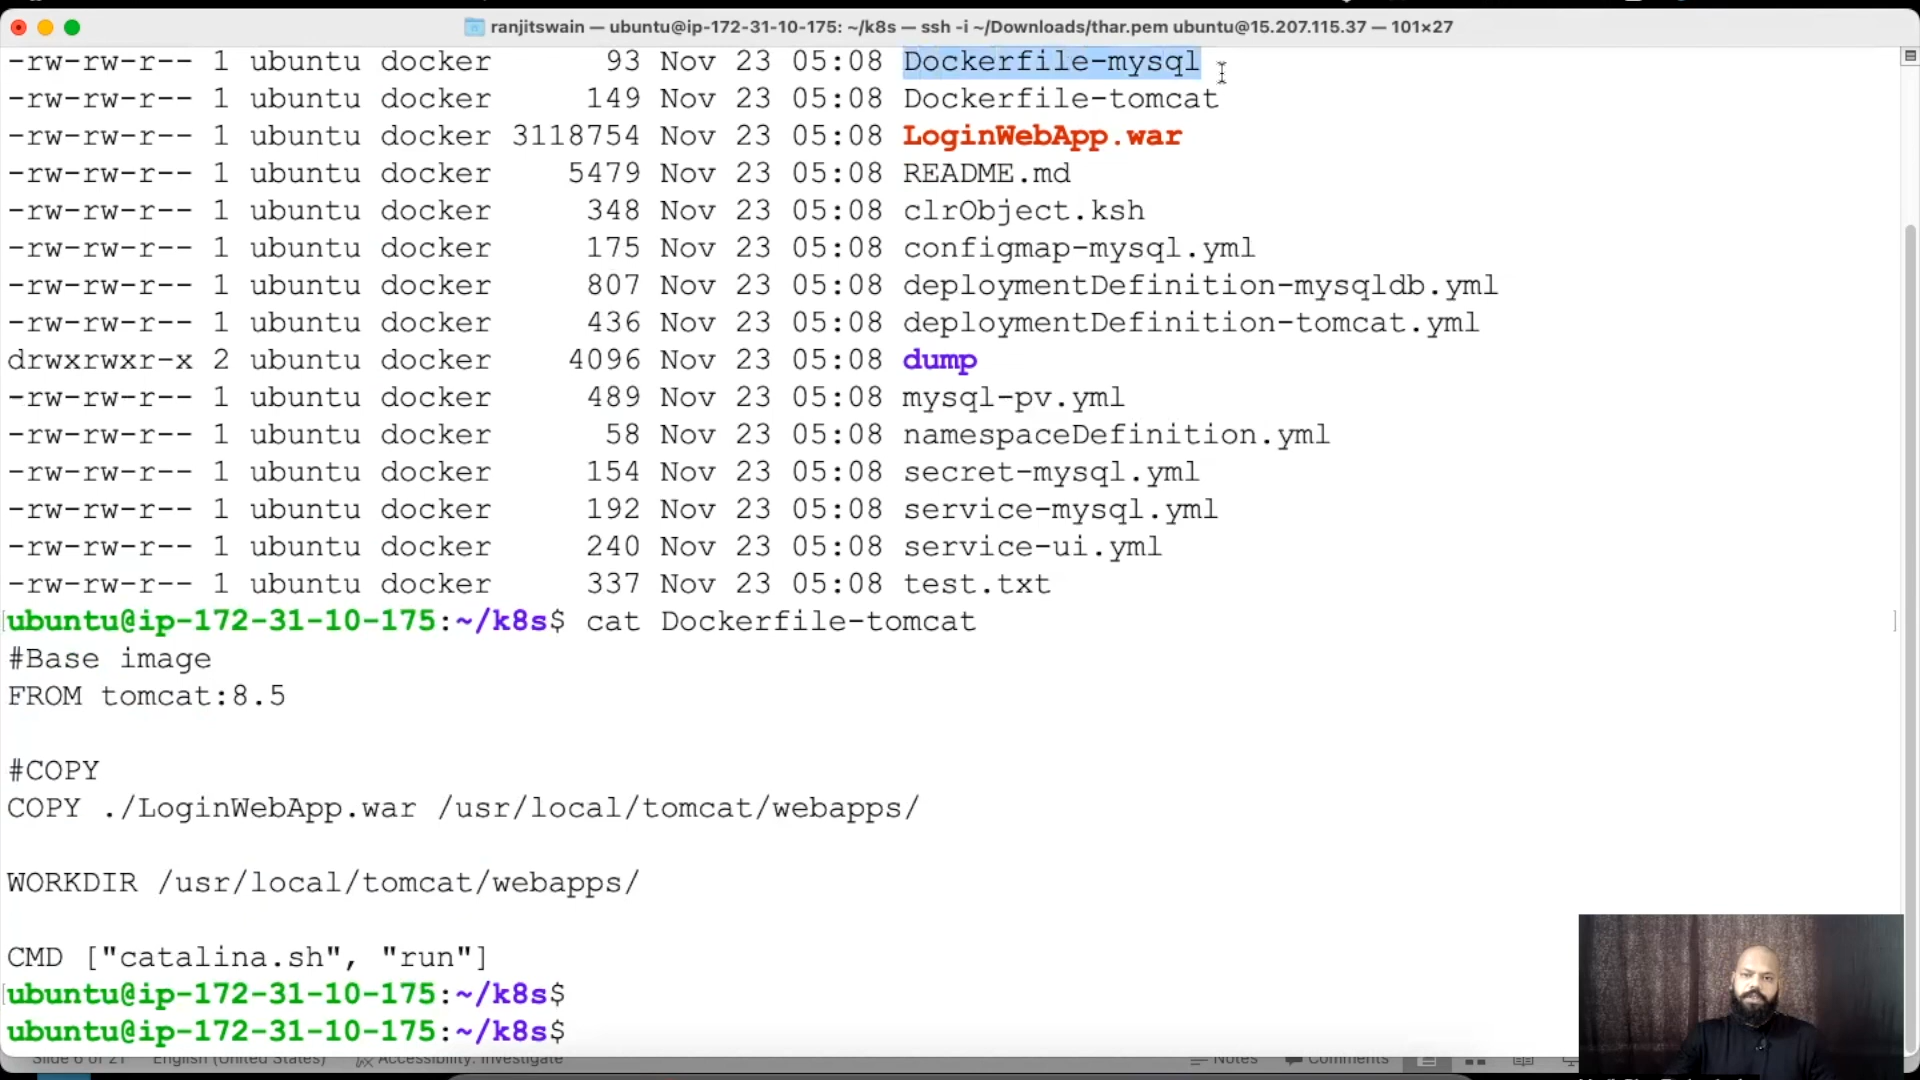 ranjitswain — ubuntu@ip-172-31-10-175: ~/k8s — ssh -i ~/Downloads/thar.pem ubuntu@15.207.115.37 — 101×27
-rw-rw-r-- 1 ubuntu docker 93 Nov 23 05:08 Dockerfile-mysql
-rw-rw-r-- 1 ubuntu docker 149 Nov 23 05:08 Dockerfile-tomcat
-rw-rw-r-- 1 ubuntu docker 3118754 Nov 23 05:08 LoginWebApp.war
-rw-rw-r-- 1 ubuntu docker 5479 Nov 23 05:08 README.md
-rw-rw-r-- 1 ubuntu docker 348 Nov 23 05:08 clrObject.ksh
-rw-rw-r-- 1 ubuntu docker 175 Nov 23 05:08 configmap-mysql.yml
-rw-rw-r-- 1 ubuntu docker 807 Nov 23 05:08 deploymentDefinition-mysqldb.yml
-rw-rw-r-- 1 ubuntu docker 436 Nov 23 05:08 deploymentDefinition-tomcat.yml
drwxrwxr-x 2 ubuntu docker 4096 Nov 23 05:08 dump
-rw-rw-r-- 1 ubuntu docker 489 Nov 23 05:08 mysql-pv.yml
-rw-rw-r-- 1 ubuntu docker 58 Nov 23 05:08 namespaceDefinition.yml
-rw-rw-r-- 1 ubuntu docker 154 Nov 23 05:08 secret-mysql.yml
-rw-rw-r-- 1 ubuntu docker 192 Nov 23 05:08 service-mysql.yml
-rw-rw-r-- 1 ubuntu docker 240 Nov 23 05:08 service-ui.yml
-rw-rw-r-- 1 ubuntu docker 337 Nov 23 05:08 test.txt
ubuntu@ip-172-31-10-175:~/k8s$ cat Dockerfile-tomcat
#Base image
FROM tomcat:8.5
#COPY
COPY ./LoginWebApp.war /usr/local/tomcat/webapps/
WORKDIR /usr/local/tomcat/webapps/
CMD ["catalina.sh", "run"]
ubuntu@ip-172-31-10-175:~/k8s$
ubuntu@ip-172-31-10-175:~/k8s$
Slide 6 of 21 English (United States) Accessibility: Investigate Notes Comments